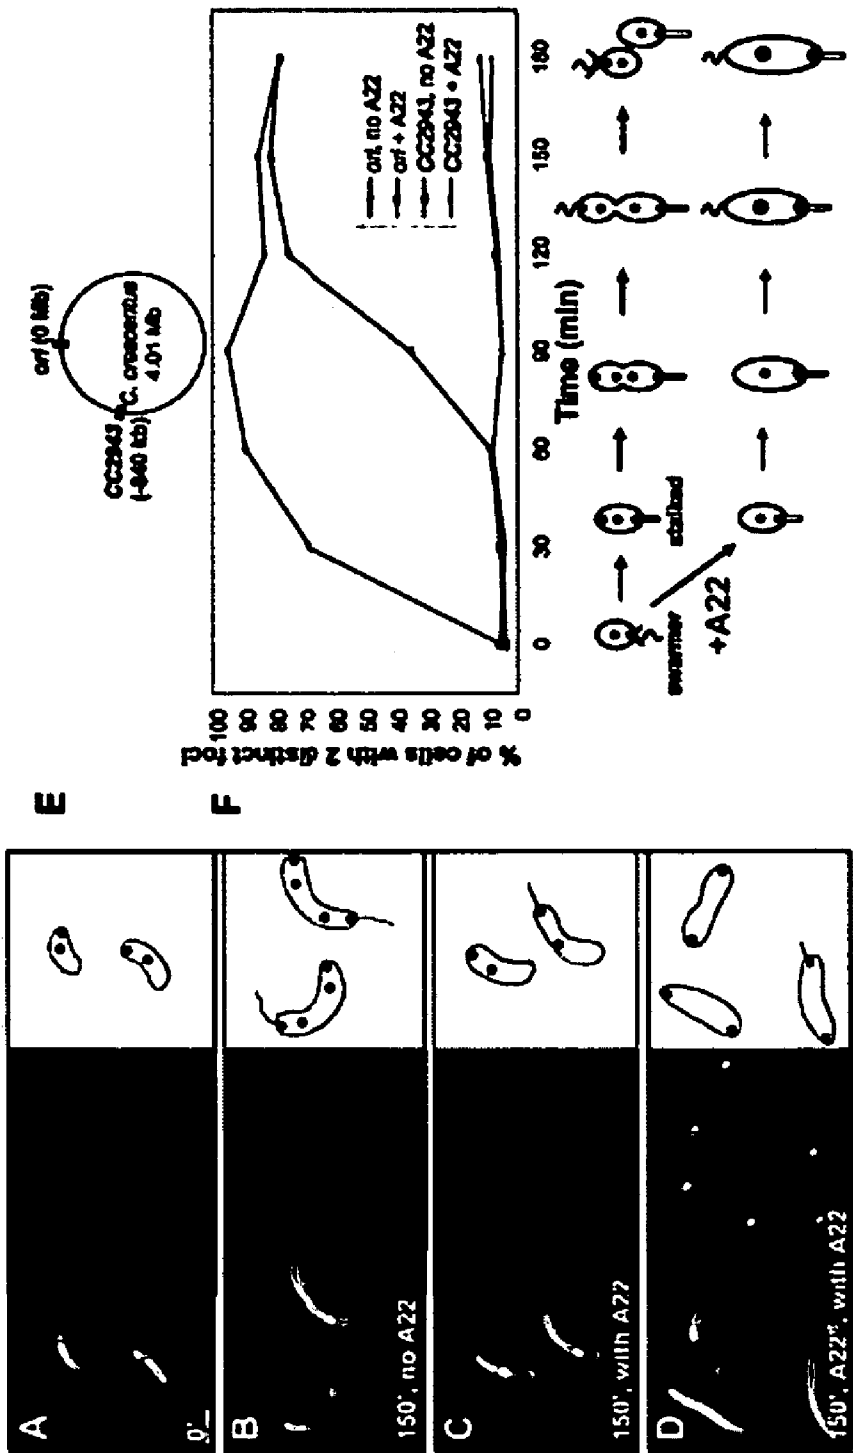 A
0'
B
150', no A22
C
150', with A22
D
150', A22ᴿ, with A22
E
ori (0 Mb)
CC2943
(-840 kb)
C. crescentus
4.01 Mb
F
% of cells with 2 distinct foci
100
90
80
70
60
50
40
30
20
10
0
ori, no A22
ori + A22
CC2943, no A22
CC2943 + A22
0
30
60
90
120
150
180
Time (min)
swarmer
stalked
+A22